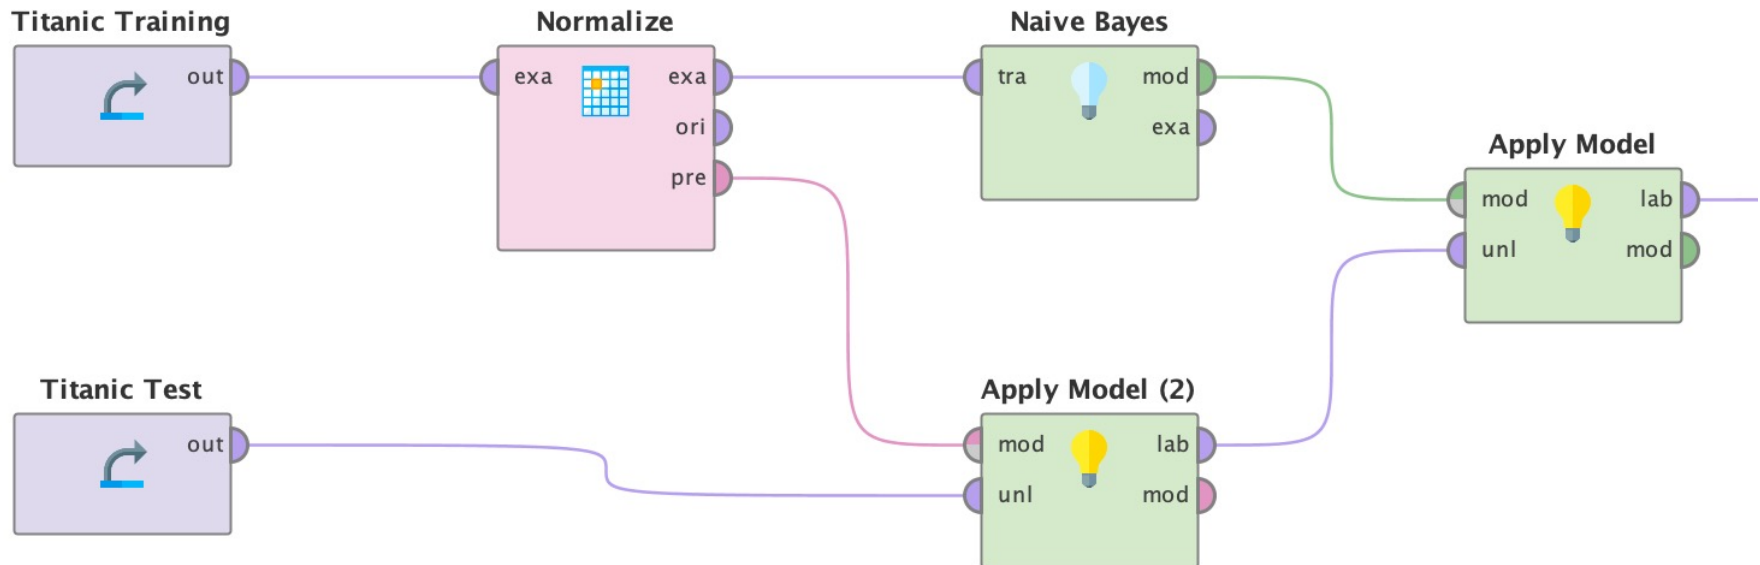 Titanic Training
out
Normalize
exa
exa
ori
pre
Naive Bayes
tra
mod
exa
Apply Model
mod
lab
unl
mod
Titanic Test
out
Apply Model (2)
mod
lab
unl
mod